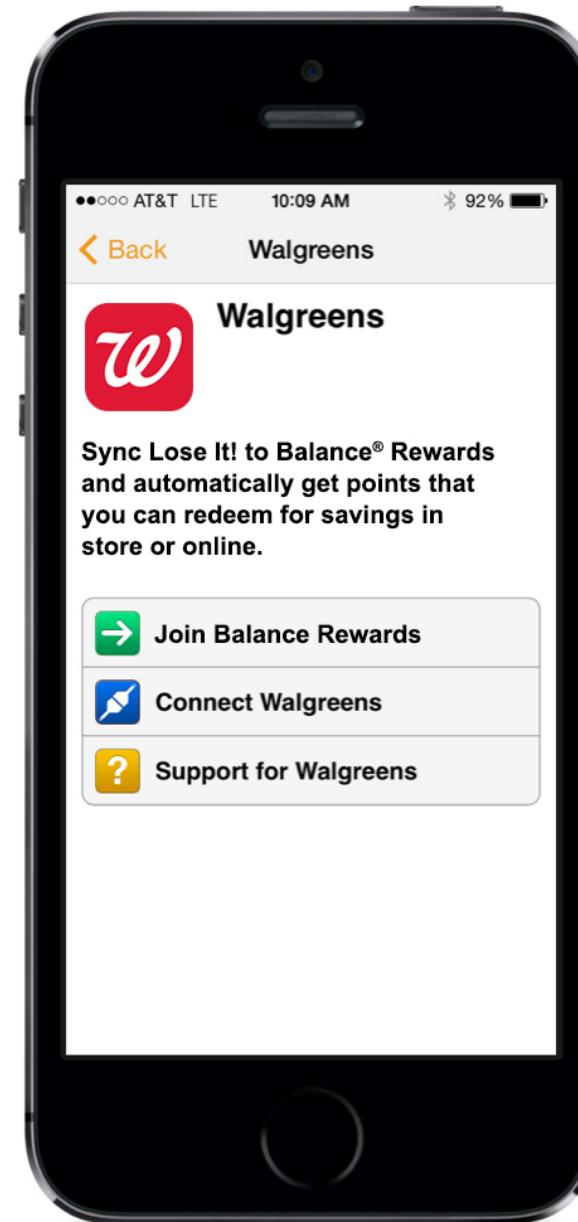 ●●○○○ AT&T LTE 10:09 AM 92%
Back Walgreens
Walgreens
W
Sync Lose It! to Balance® Rewards
and automatically get points that
you can redeem for savings in
store or online.
Join Balance Rewards
Connect Walgreens
? Support for Walgreens